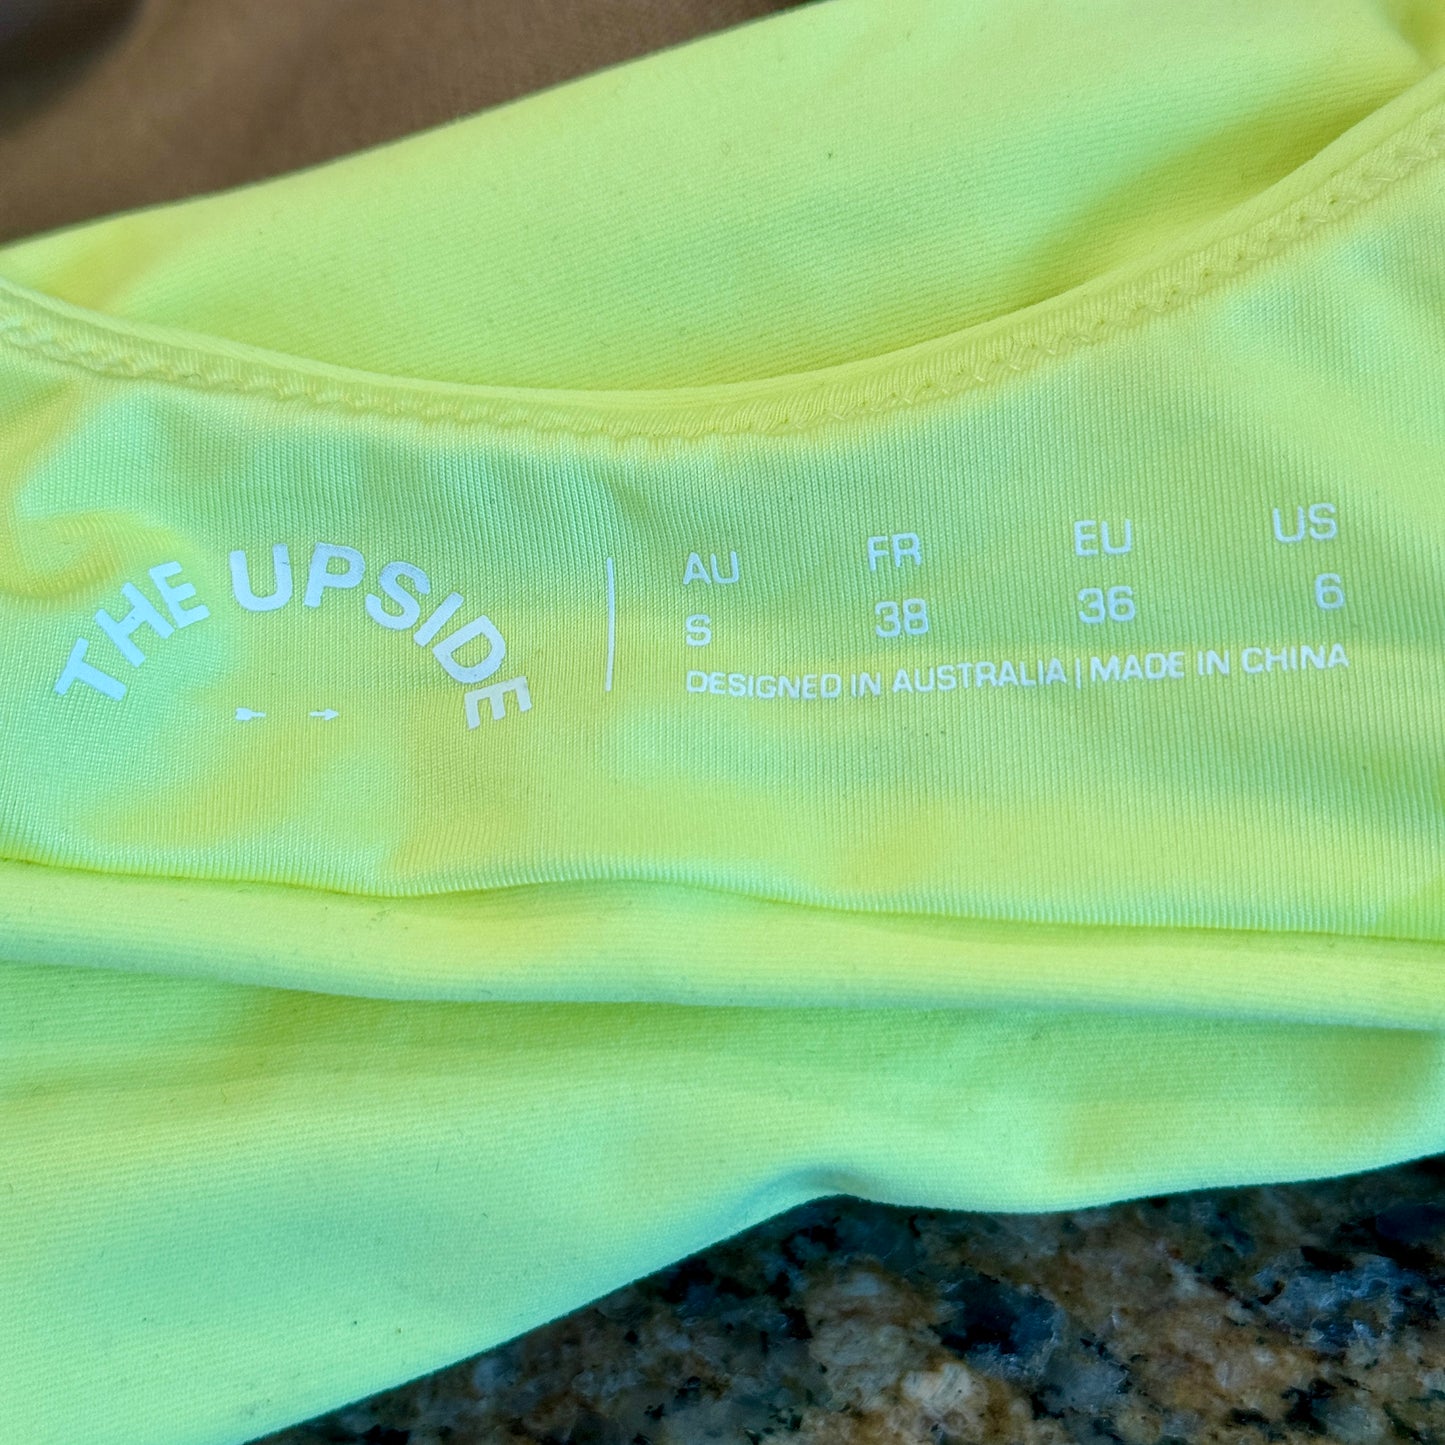 THE UPSIDE
AU FR EU US
S 38 36 6
DESIGNED IN AUSTRALIA | MADE IN CHINA